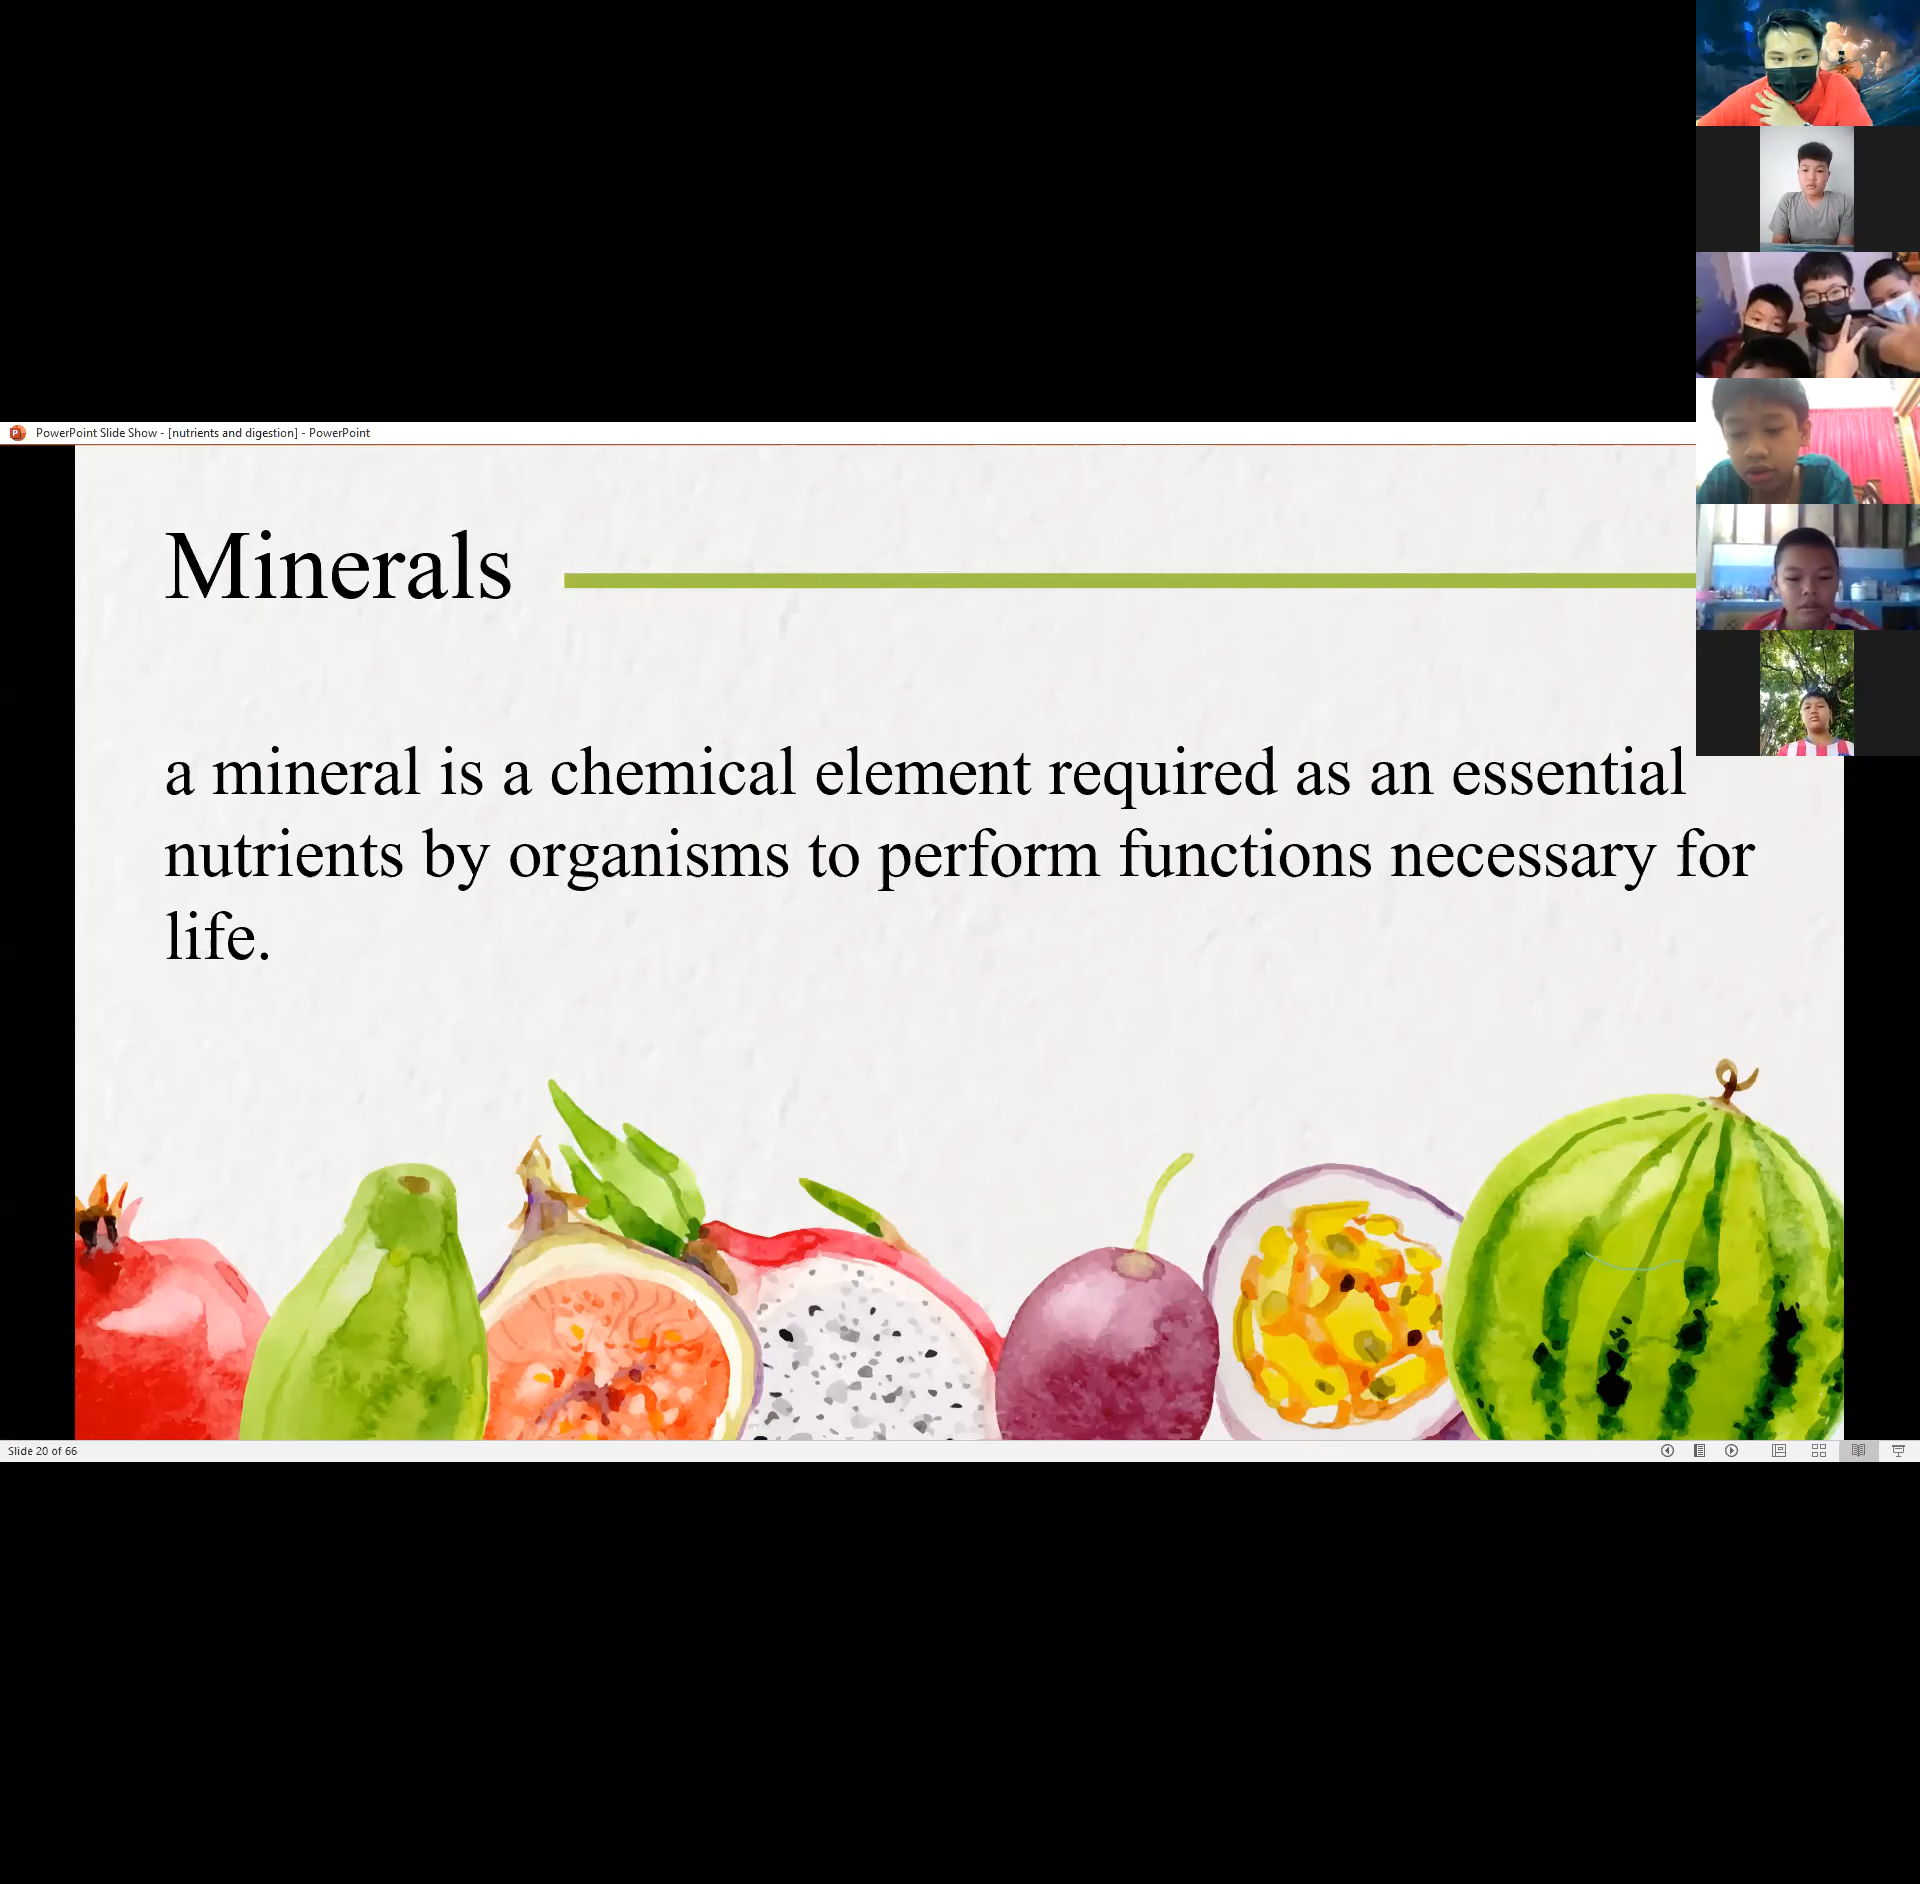 PowerPoint Slide Show - [nutrients and digestion] - PowerPoint
Minerals
a mineral is a chemical element required as an essential
nutrients by organisms to perform functions necessary for
life.
Slide 20 of 66